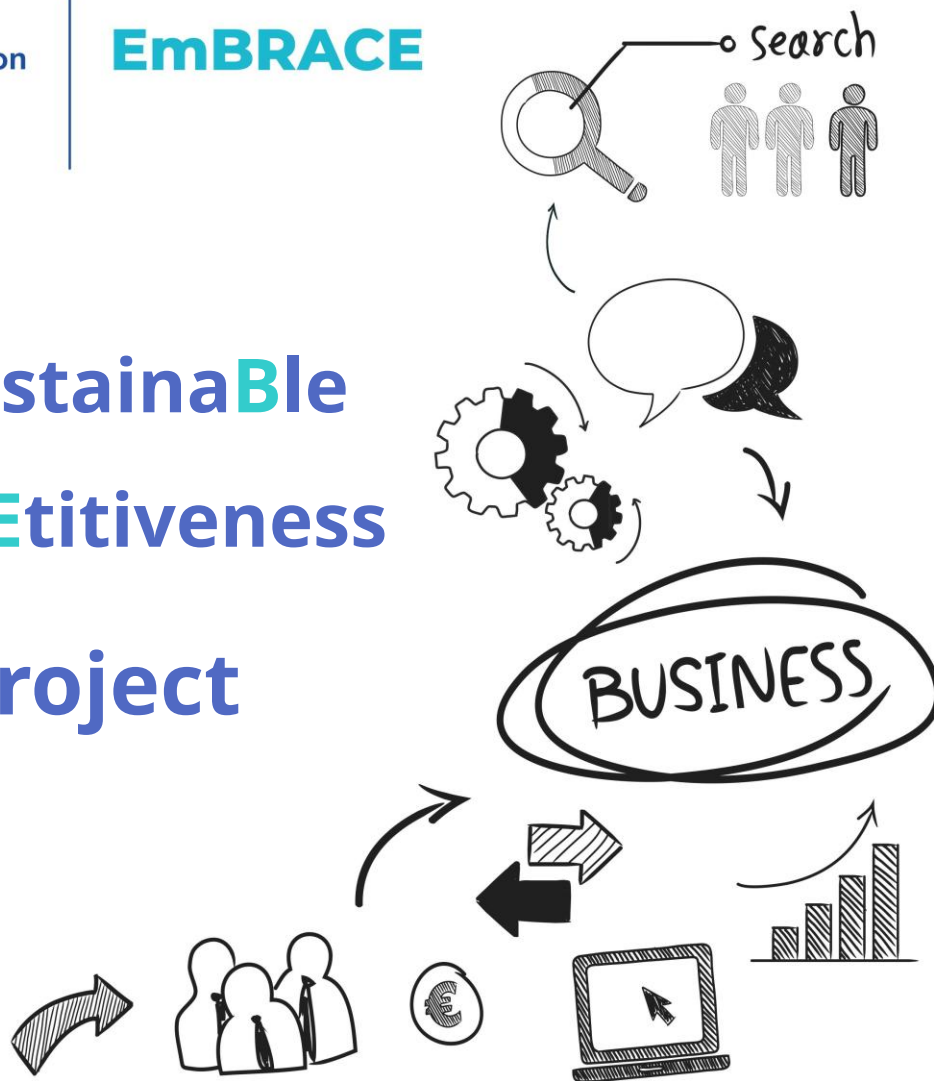 on
EmBRACE
search
stainaBle
Etitiveness
roject
BUSINESS
€